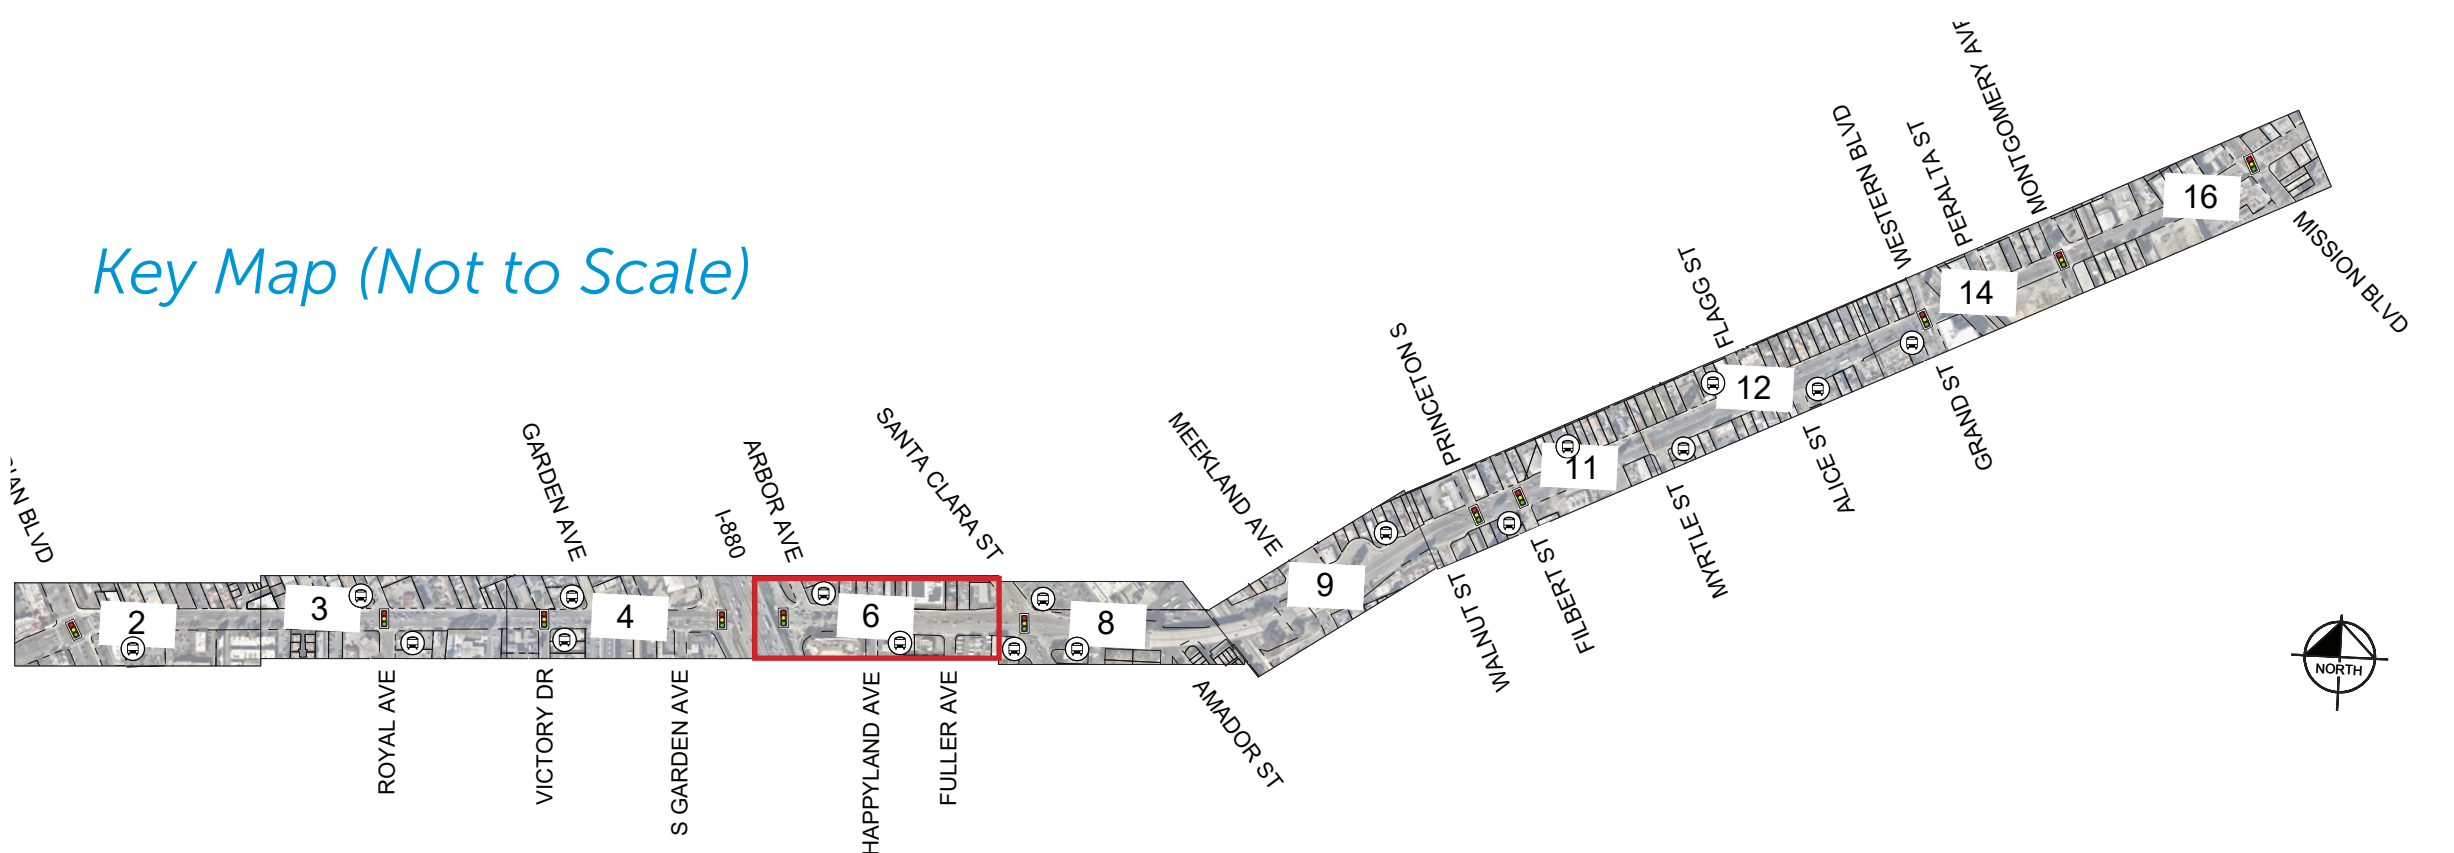 Key Map (Not to Scale)
BLVD
GARDEN AVE
I-880
ARBOR AVE
SANTA CLARA ST
MEEKLAND AVE
PRINCETON S
FLAGG ST
WESTERN BLVD
PERALTA ST
MONTGOMERY AVE
2
3
4
6
8
9
11
12
14
16
ROYAL AVE
VICTORY DR
S GARDEN AVE
HAPPYLAND AVE
FULLER AVE
AMADOR ST
WALNUT ST
FILBERT ST
MYRTLE ST
ALICE ST
GRAND ST
MISSION BLVD
NORTH